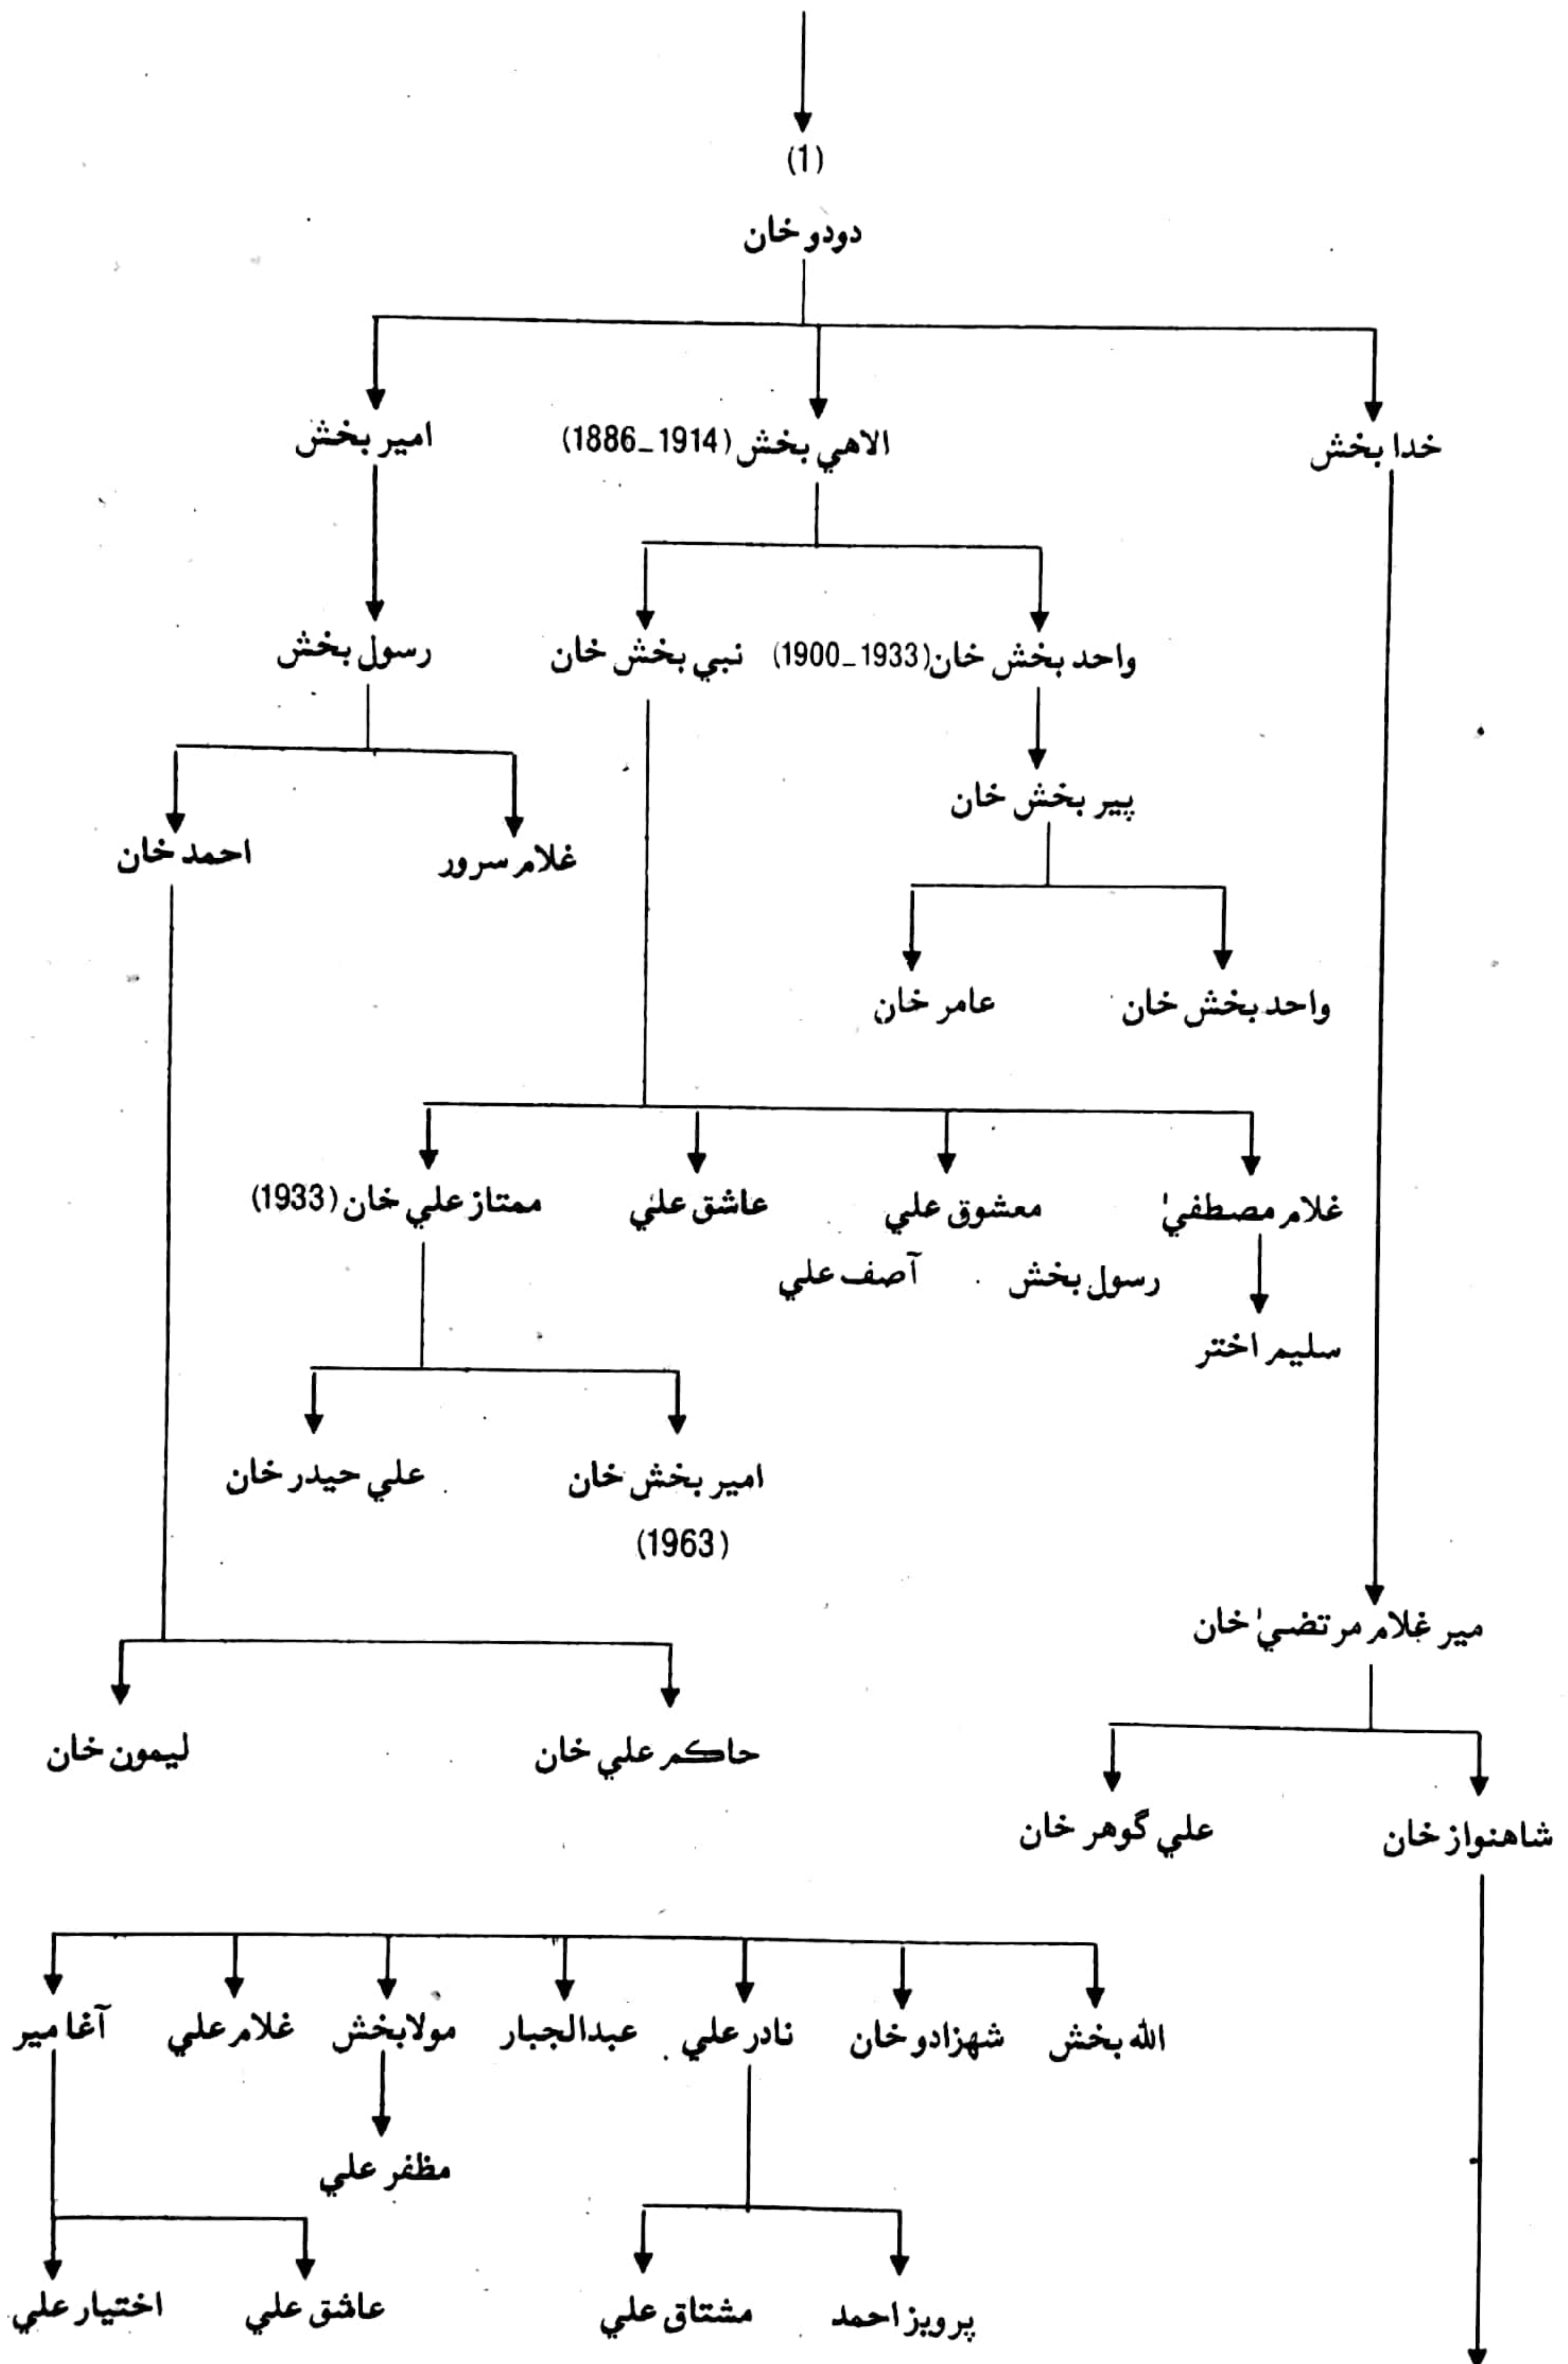 (1)
دودو خان
خدا بخش
الاهي بخش (1886_1914)
امير بخش
واحد بخش خان (1900_1933)
نبي بخش خان
رسول بخش
پير بخش خان
غلام سرور
احمد خان
واحد بخش خان
عامر خان
غلام مصطفيٰ
معشوق علي
عاشق علي
ممتاز علي خان (1933)
رسول بخش
آصف علي
سليم اختر
امير بخش خان
(1963)
علي حيدر خان
مير غلام مرتضيٰ خان
حاڪم علي خان
ليمون خان
شاهنواز خان
علي گوهر خان
الله بخش
شهزادو خان
نادر علي
عبدالجبار
مولا بخش
غلام علي
آغا مير
مظفر علي
پرويز احمد
مشتاق علي
عاشق علي
اختيار علي